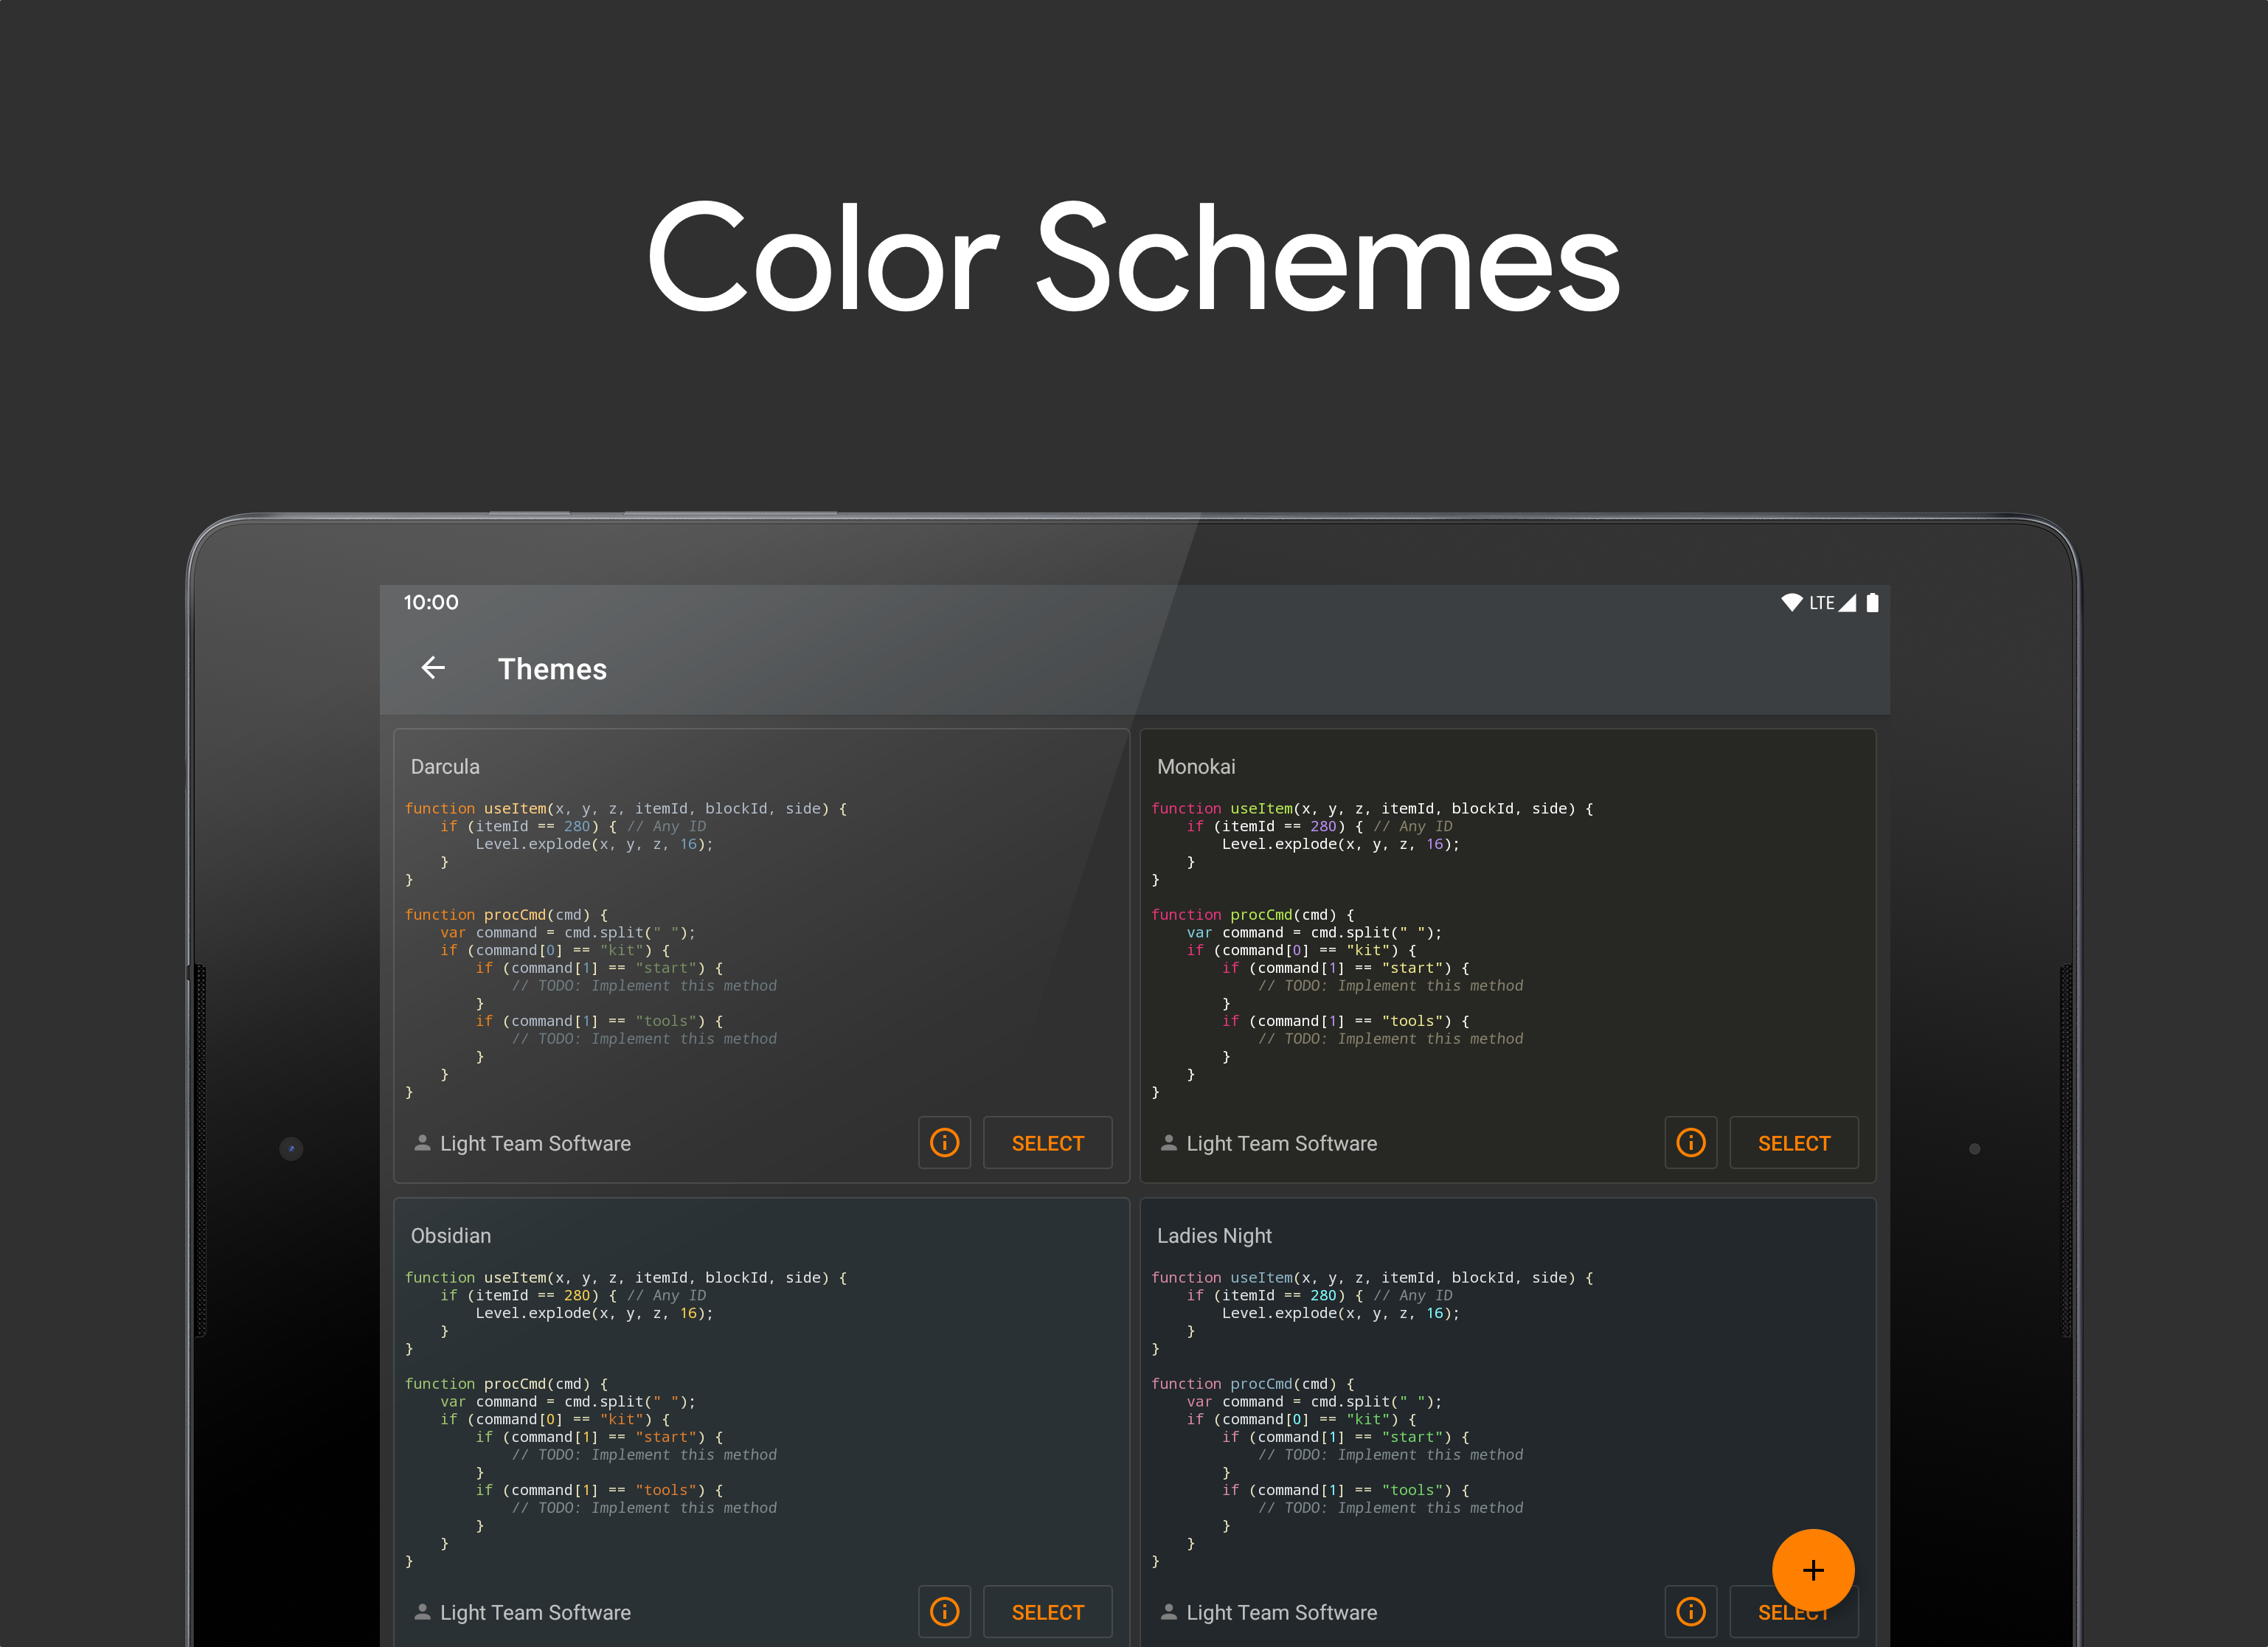 Color Schemes
10:00
LTE
Themes
Darcula
function useItem(x, y, z, itemId, blockId, side) {
    if (itemId == 280) { // Any ID
        Level.explode(x, y, z, 16);
    }
}
function procCmd(cmd) {
    var command = cmd.split(" ");
    if (command[0] == "kit") {
        if (command[1] == "start") {
            // TODO: Implement this method
        }
        if (command[1] == "tools") {
            // TODO: Implement this method
        }
    }
}
Light Team Software
SELECT
Monokai
function useItem(x, y, z, itemId, blockId, side) {
    if (itemId == 280) { // Any ID
        Level.explode(x, y, z, 16);
    }
}
function procCmd(cmd) {
    var command = cmd.split(" ");
    if (command[0] == "kit") {
        if (command[1] == "start") {
            // TODO: Implement this method
        }
        if (command[1] == "tools") {
            // TODO: Implement this method
        }
    }
}
Light Team Software
SELECT
Obsidian
function useItem(x, y, z, itemId, blockId, side) {
    if (itemId == 280) { // Any ID
        Level.explode(x, y, z, 16);
    }
}
function procCmd(cmd) {
    var command = cmd.split(" ");
    if (command[0] == "kit") {
        if (command[1] == "start") {
            // TODO: Implement this method
        }
        if (command[1] == "tools") {
            // TODO: Implement this method
        }
    }
}
Light Team Software
SELECT
Ladies Night
function useItem(x, y, z, itemId, blockId, side) {
    if (itemId == 280) { // Any ID
        Level.explode(x, y, z, 16);
    }
}
function procCmd(cmd) {
    var command = cmd.split(" ");
    if (command[0] == "kit") {
        if (command[1] == "start") {
            // TODO: Implement this method
        }
        if (command[1] == "tools") {
            // TODO: Implement this method
        }
    }
}
Light Team Software
SELECT